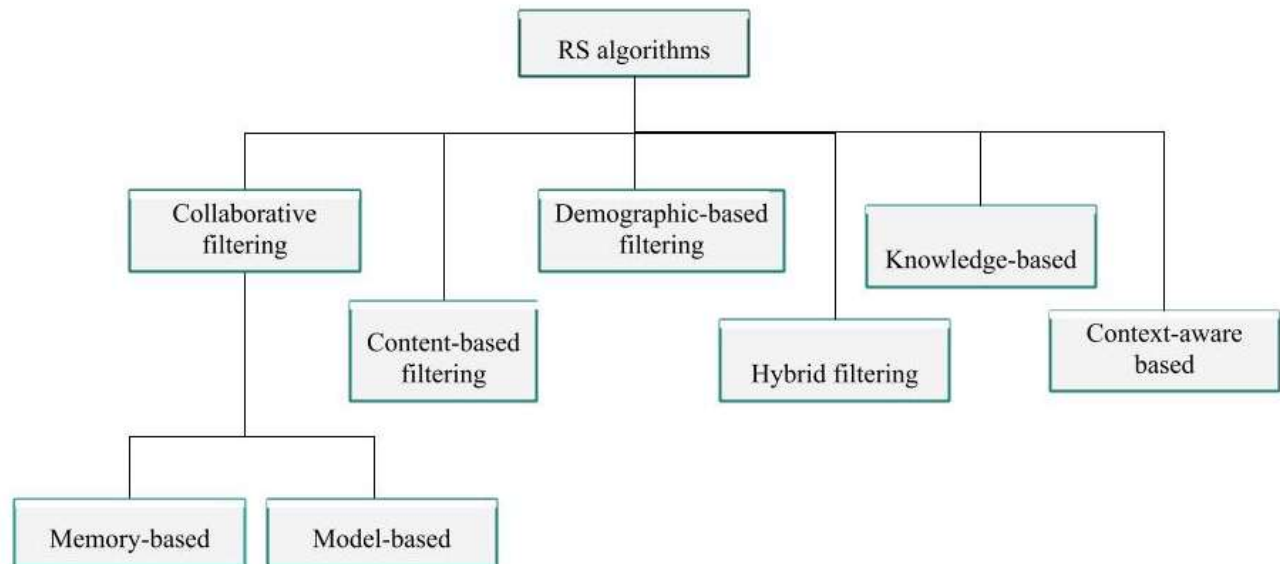 RS algorithms
Collaborative
filtering
Demographic-based
filtering
Knowledge-based
Content-based
filtering
Hybrid filtering
Context-aware
based
Memory-based
Model-based